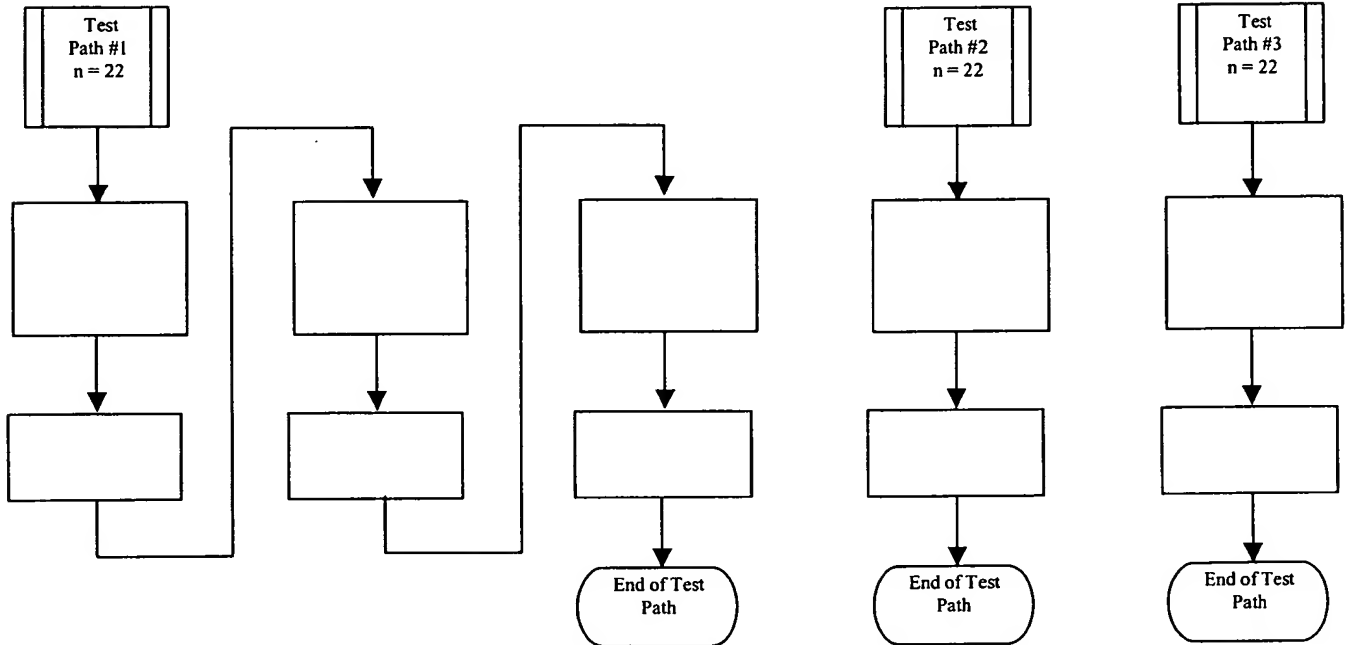 Test
Path #1
n = 22
Test
Path #2
n = 22
Test
Path #3
n = 22
End of Test
Path
End of Test
Path
End of Test
Path